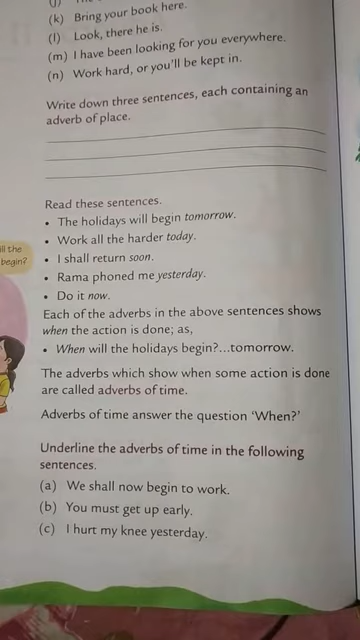 (k) Bring your book here.
(l) Look, there he is.
(m) I have been looking for you everywhere.
(n) Work hard, or you'll be kept in.
Write down three sentences, each containing an
adverb of place.
Read these sentences.
• The holidays will begin tomorrow.
• Work all the harder today.
• I shall return soon.
• Rama phoned me yesterday.
• Do it now.
ill the
begin?
Each of the adverbs in the above sentences shows
when the action is done; as,
• When will the holidays begin?...tomorrow.
The adverbs which show when some action is done
are called adverbs of time.
Adverbs of time answer the question 'When?'
Underline the adverbs of time in the following
sentences.
(a) We shall now begin to work.
(b) You must get up early.
(c) I hurt my knee yesterday.